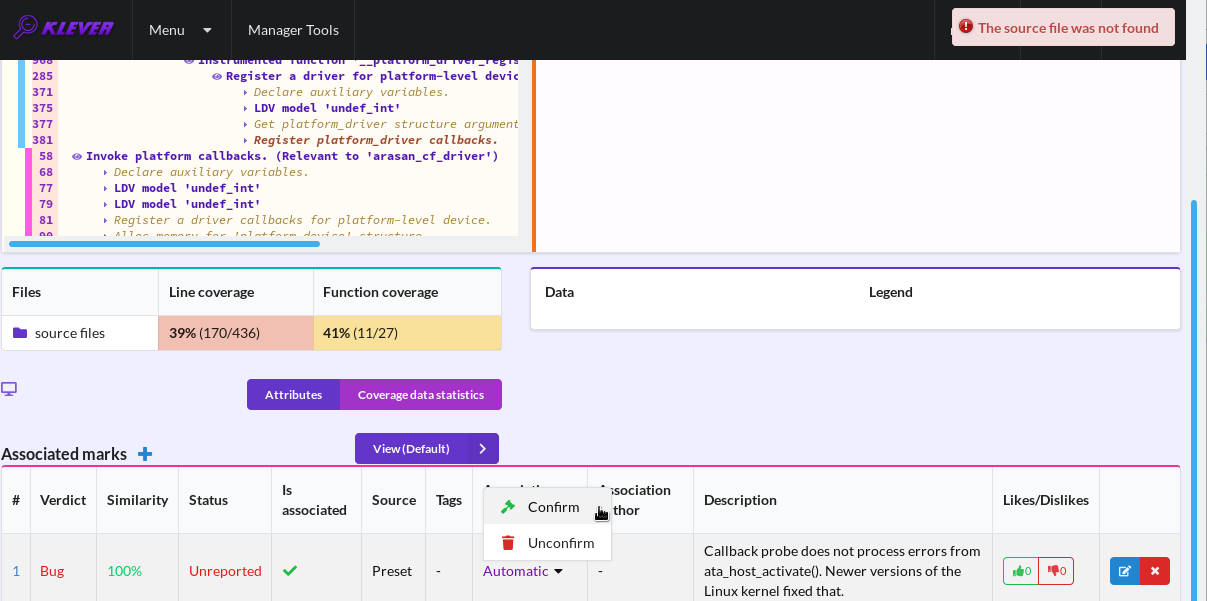 KLEVER
Menu
Manager Tools
The source file was not found
968 Instrumented function '__platform_driver_regis
285 Register a driver for platform-level devic
371 Declare auxiliary variables.
375 LDV model 'undef_int'
377 Get platform_driver structure argument
381 Register platform_driver callbacks.
58 Invoke platform callbacks. (Relevant to 'arasan_cf_driver')
68 Declare auxiliary variables.
77 LDV model 'undef_int'
79 LDV model 'undef_int'
81 Register a driver callbacks for platform-level device.
90 Alloc memory for 'platform_device' structure.
Files Line coverage Function coverage
source files 39% (170/436) 41% (11/27)
Data Legend
Attributes Coverage data statistics
View (Default)
Associated marks
# Verdict Similarity Status Is associated Source Tags Association Description Likes/Dislikes
Confirm
Unconfirm
1 Bug 100% Unreported Preset - Automatic -
Callback probe does not process errors from
ata_host_activate(). Newer versions of the
Linux kernel fixed that.
0 0